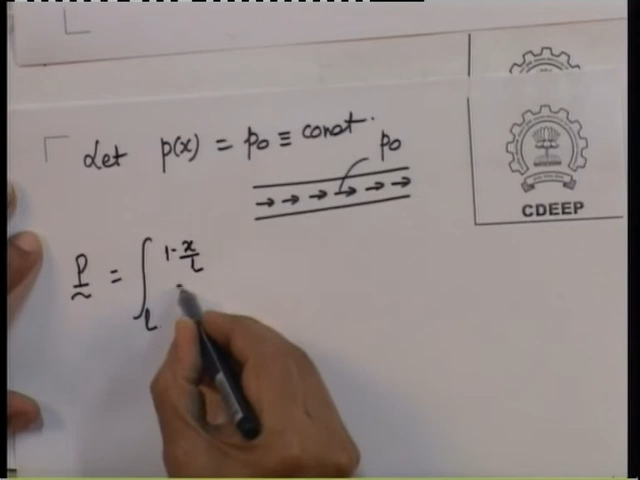 Let p(x) = p₀ ≡ const.
p₀
P = ∫ 1-x/L
L
CDEEP